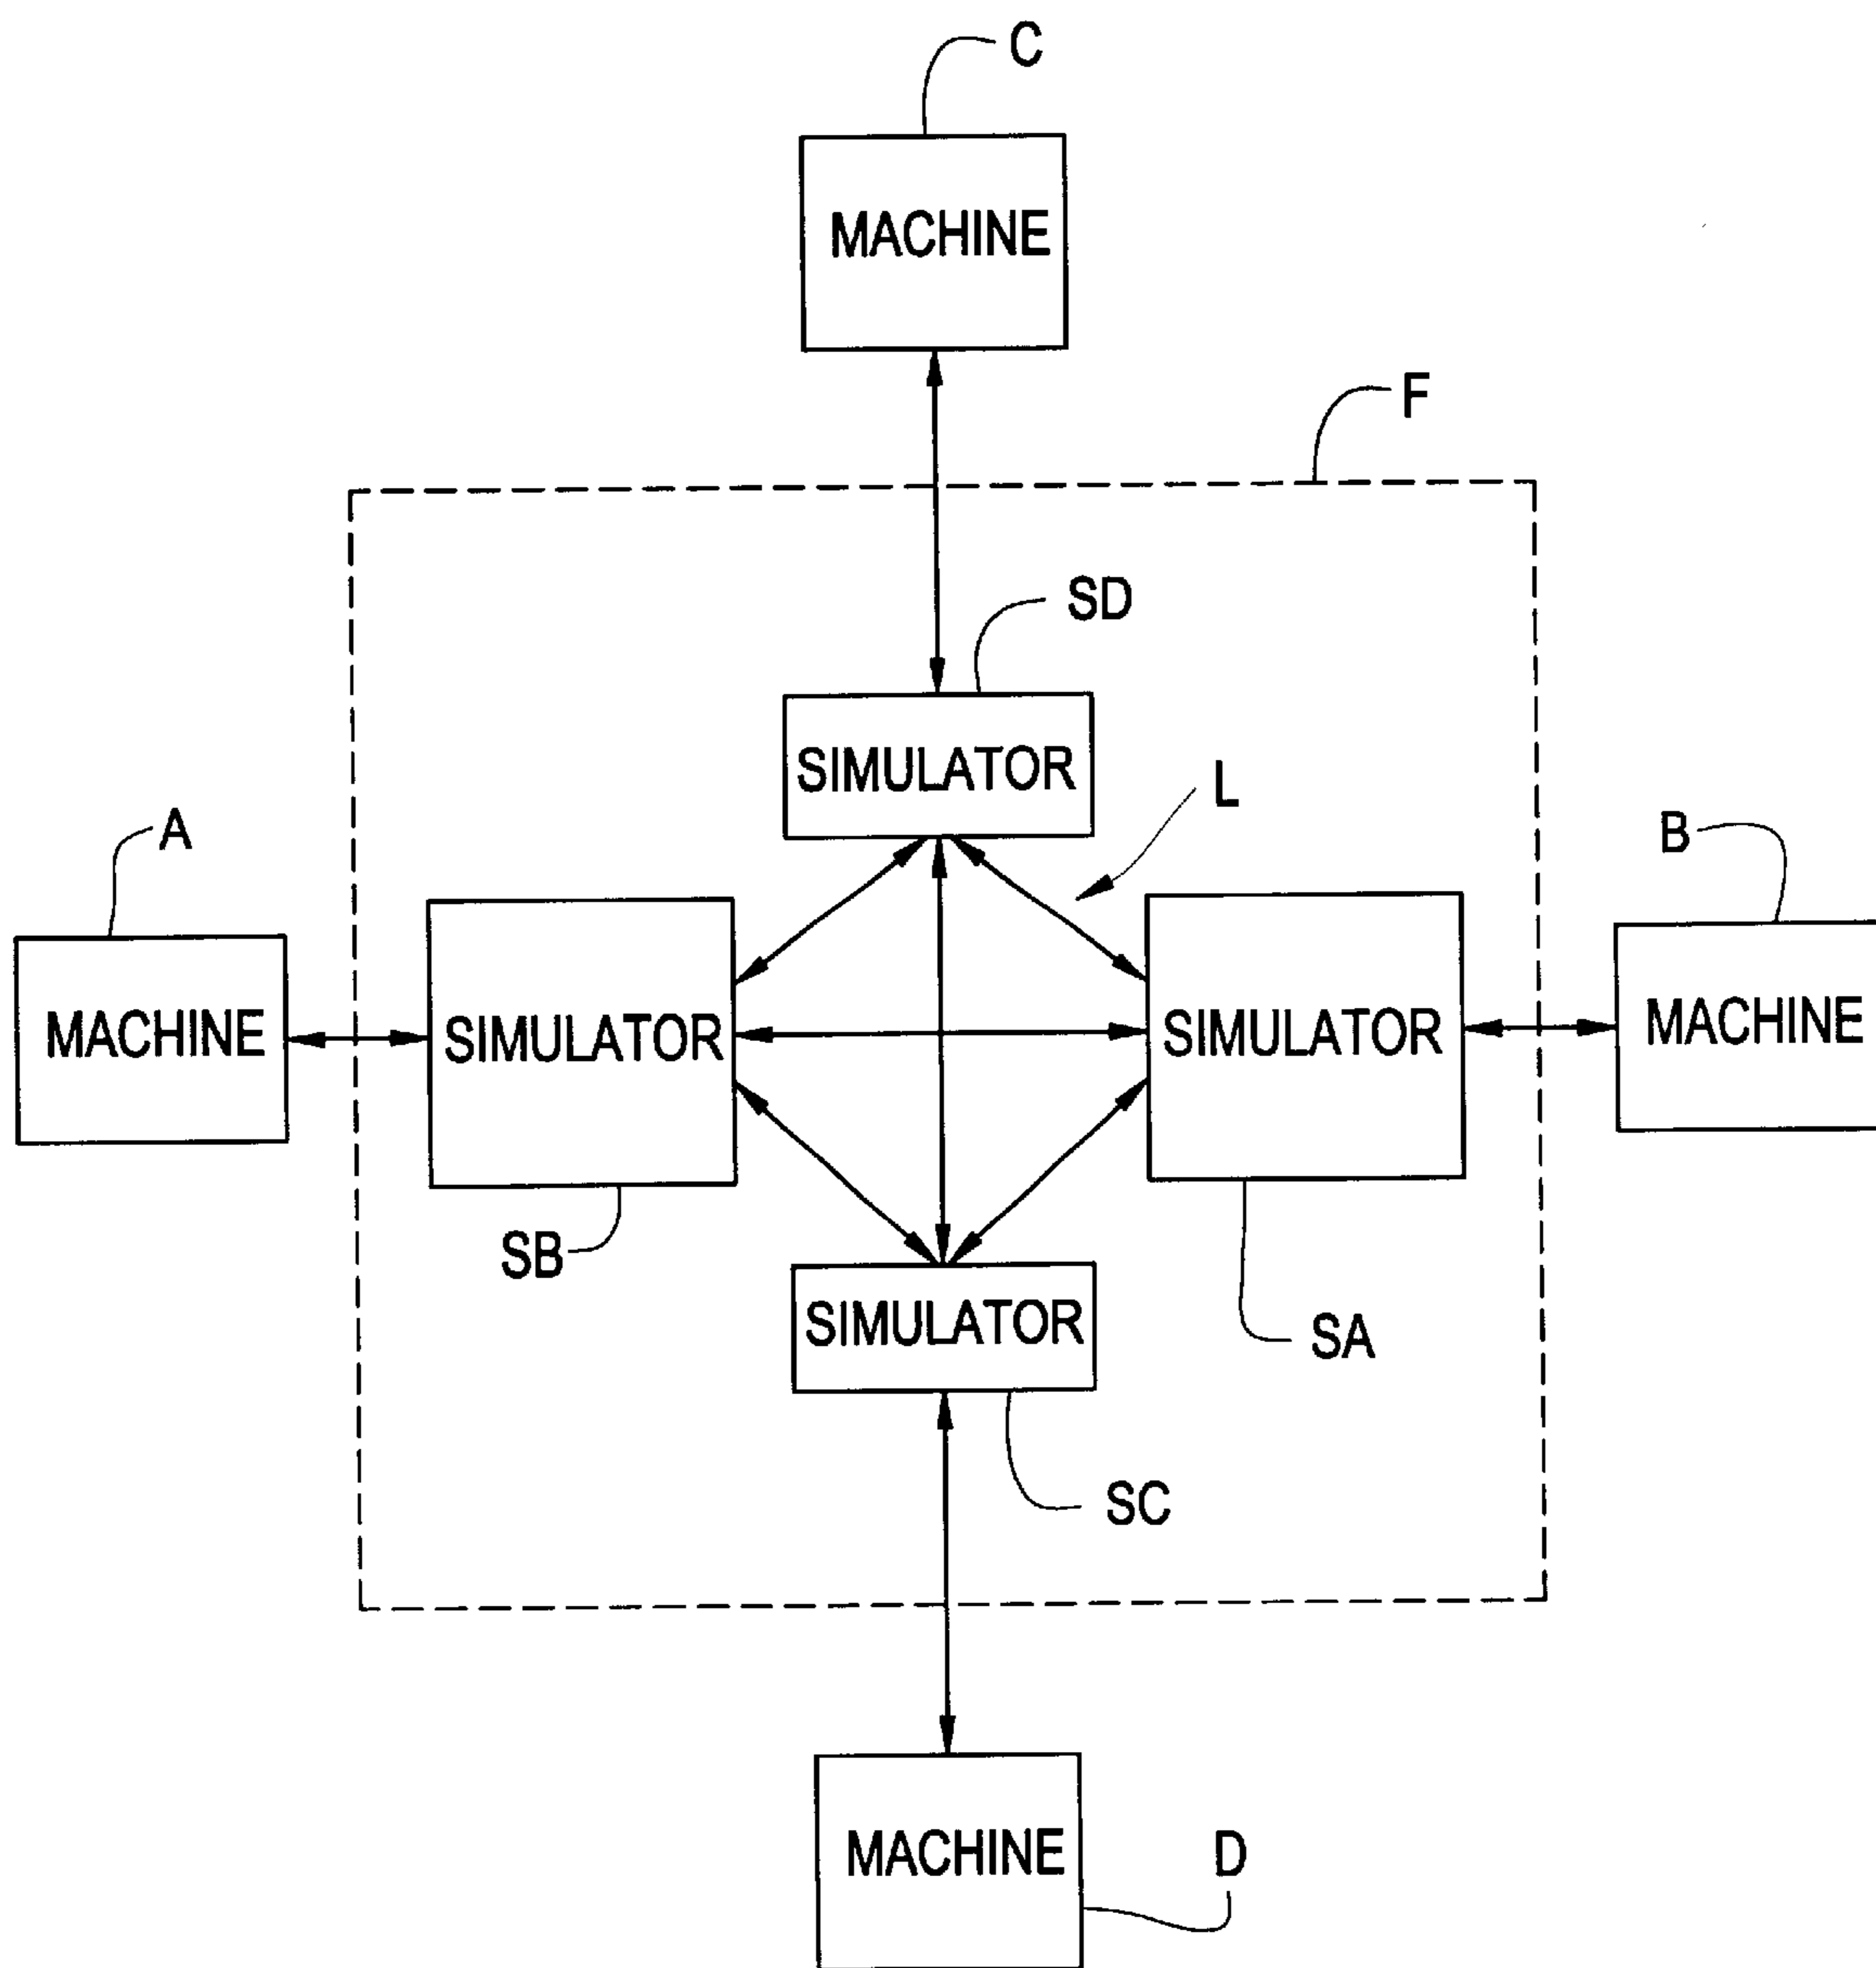 C
MACHINE
F
SD
SIMULATOR
L
A
B
MACHINE
SIMULATOR
SIMULATOR
MACHINE
SB
SIMULATOR
SA
SC
MACHINE
D